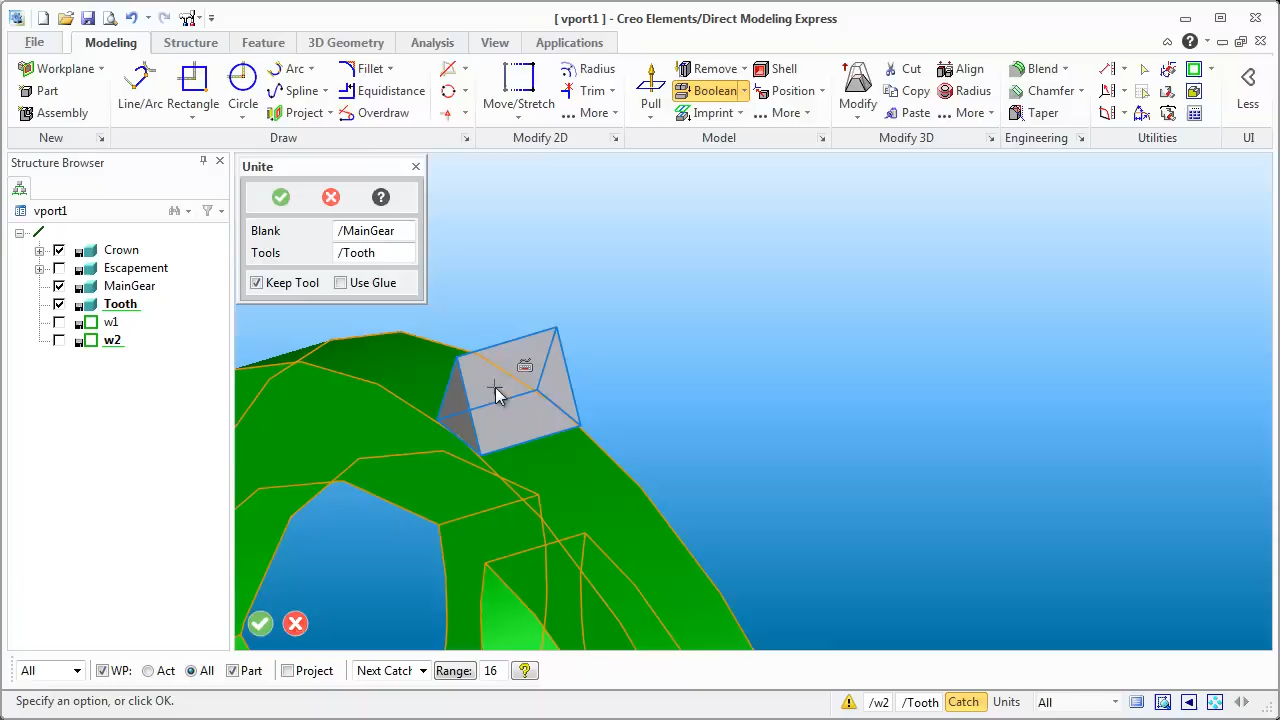 [ vport1 ] - Creo Elements/Direct Modeling Express
File Modeling Structure Feature 3D Geometry Analysis View Applications
Workplane Arc Fillet Radius Remove Shell Cut Align Blend
Part Line/Arc Rectangle Circle Spline Equidistance Move/Stretch Trim Pull Boolean Position Modify Copy Radius Chamfer Less
Assembly Project Overdraw ... More Imprint ... More Paste ... More Taper
New Draw Modify 2D Model Modify 3D Engineering Utilities UI
Structure Browser
vport1
Crown
Escapement
MainGear
Tooth
w1
w2
Unite
Blank /MainGear
Tools /Tooth
Keep Tool Use Glue
All WP: Act All Part Project Next Catch Range: 16
Specify an option, or click OK. /w2 /Tooth Catch Units All